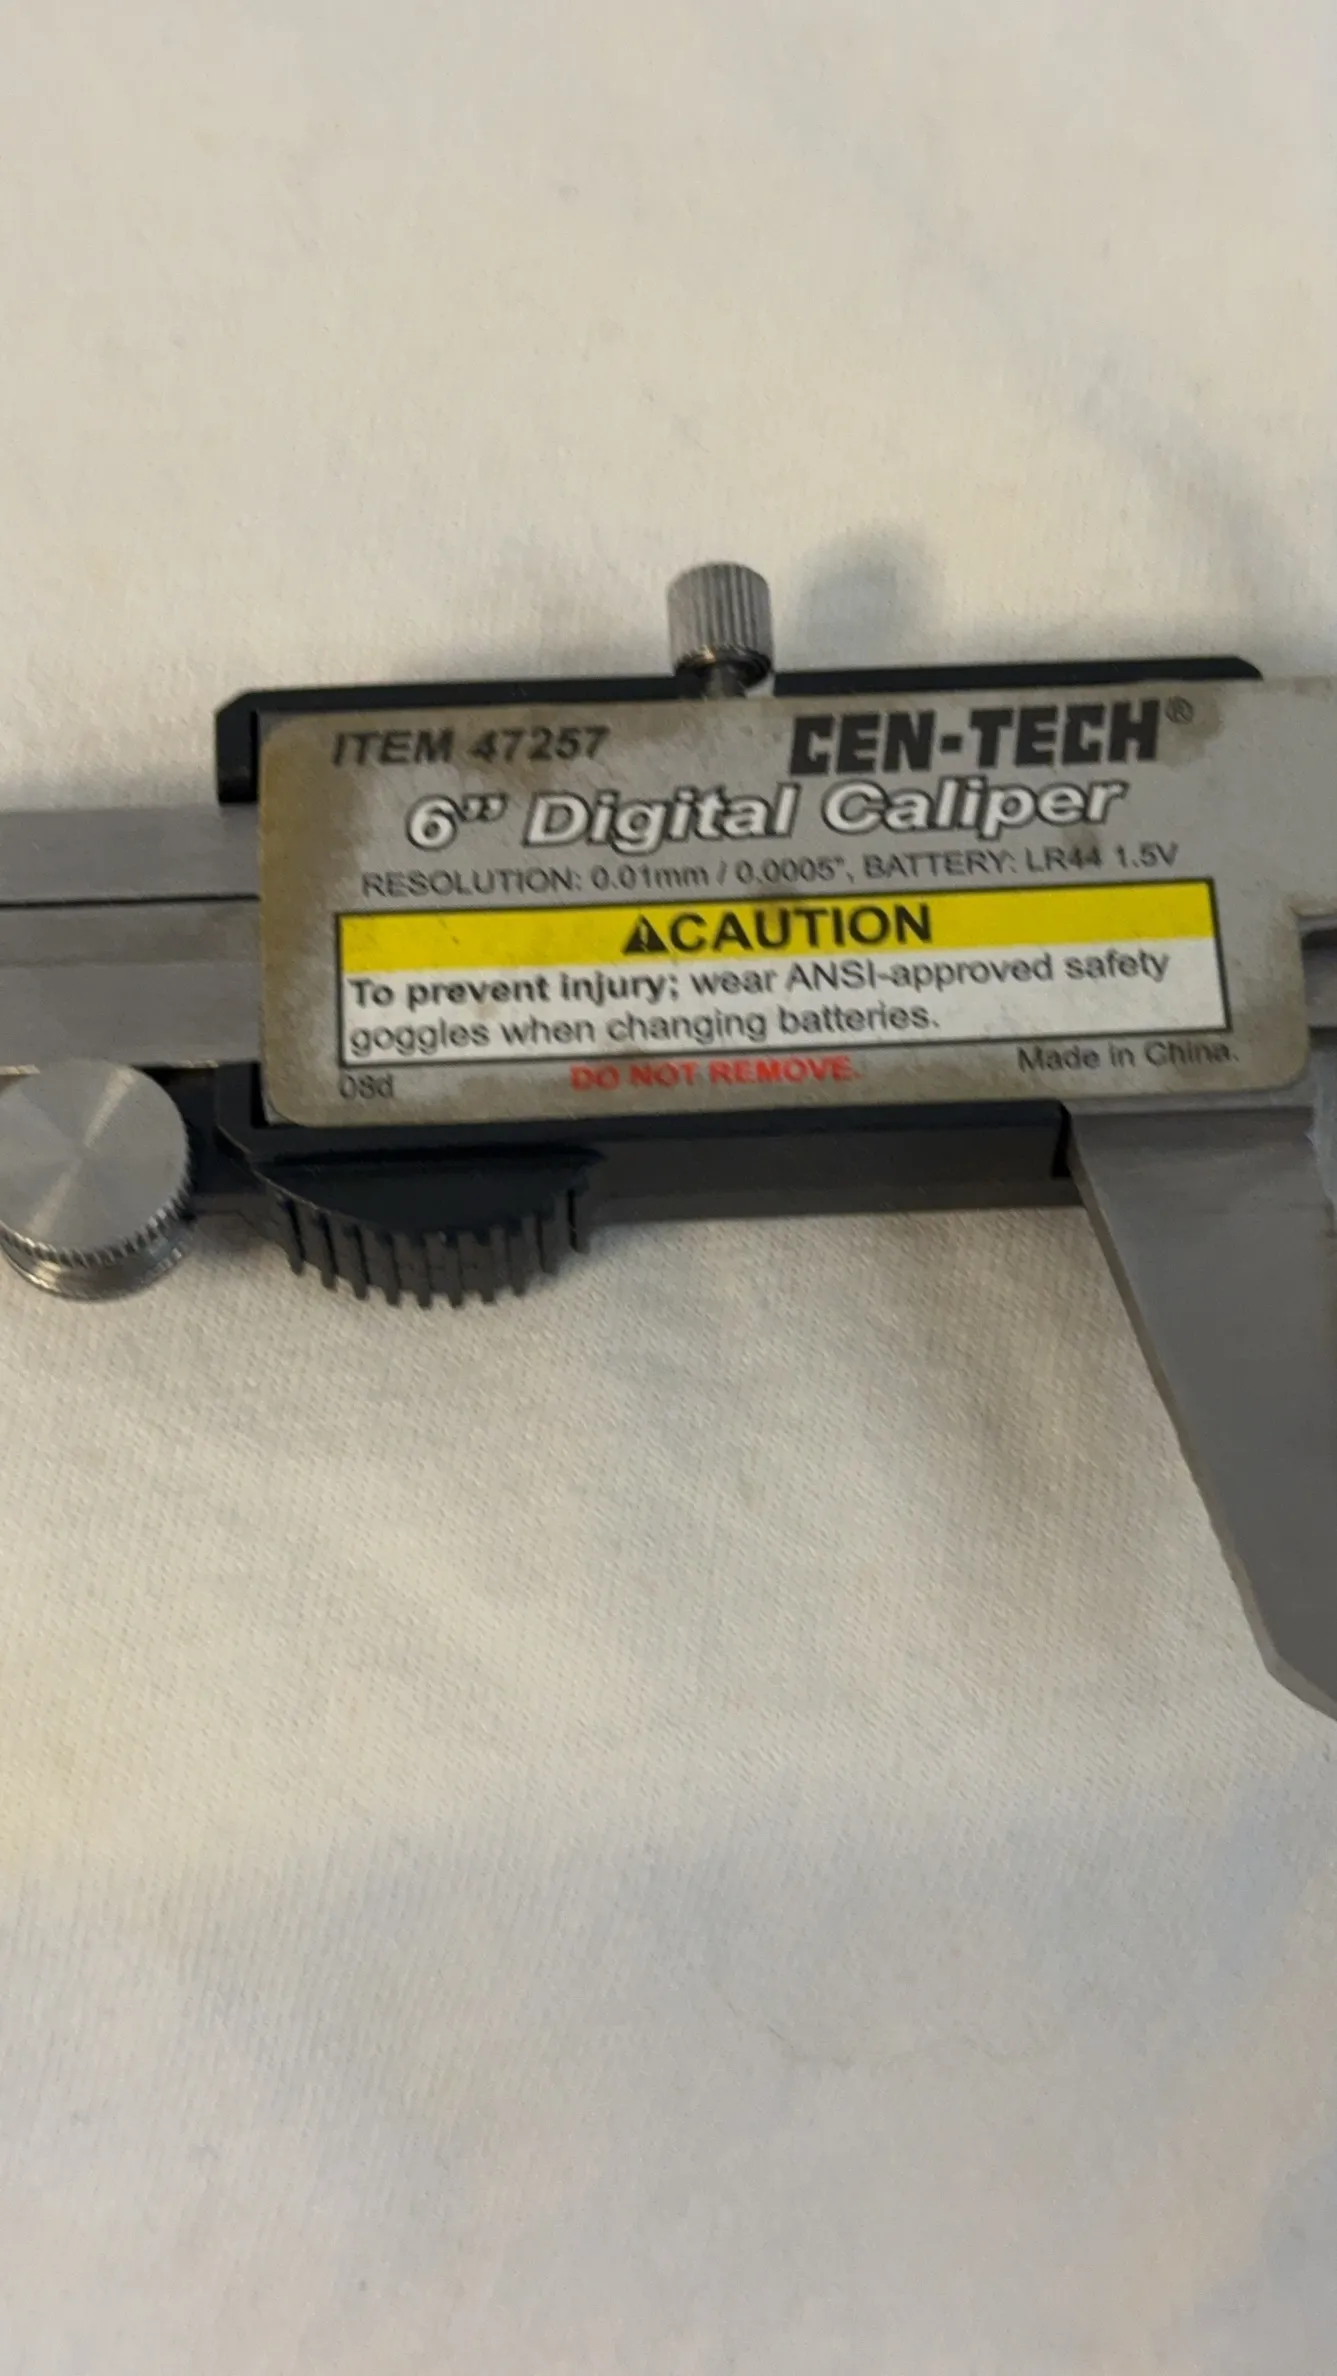 ITEM 47257 CEN-TECH®
6” Digital Caliper
RESOLUTION: 0.01mm / 0.0005", BATTERY: LR44 1.5V
⚠CAUTION
To prevent injury; wear ANSI-approved safety
goggles when changing batteries.
08d DO NOT REMOVE. Made in China.